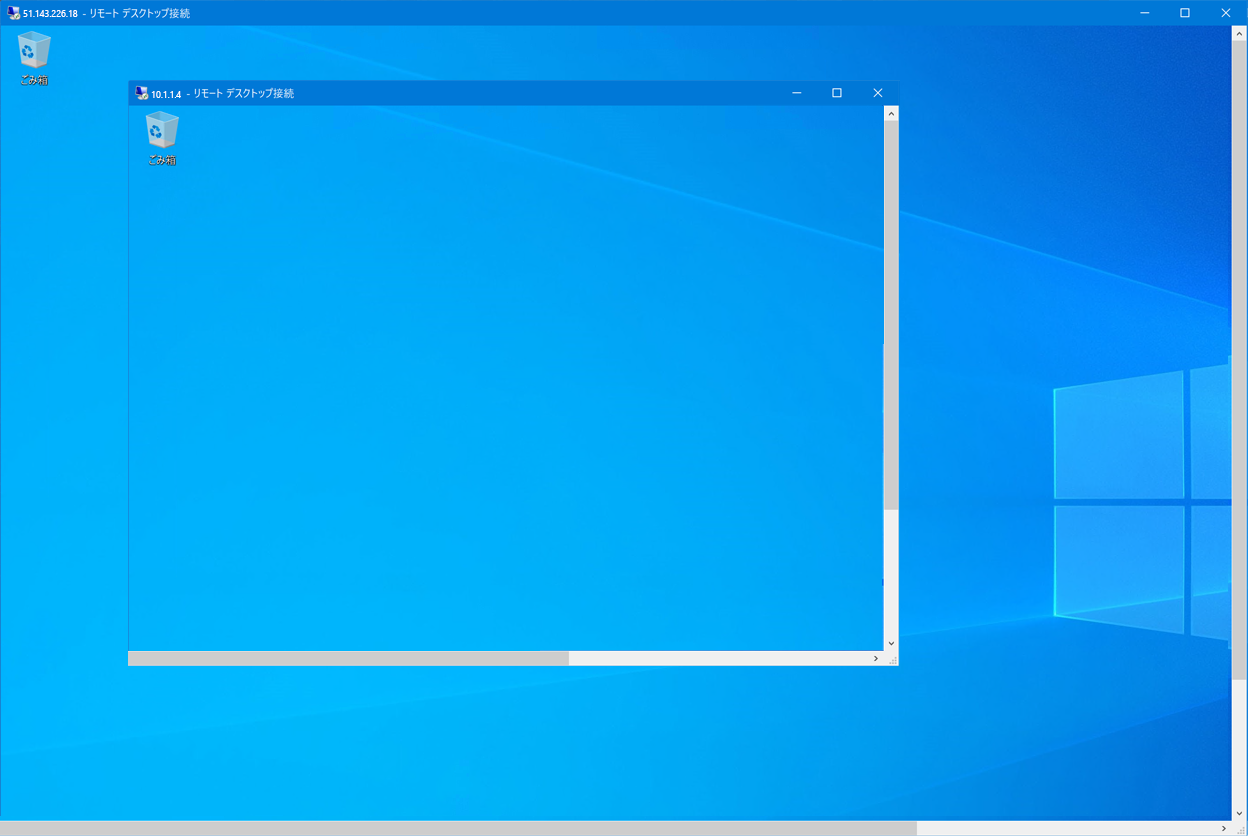 51.143.226.18 - リモート デスクトップ接続
ごみ箱
10.1.1.4 - リモート デスクトップ接続
ごみ箱